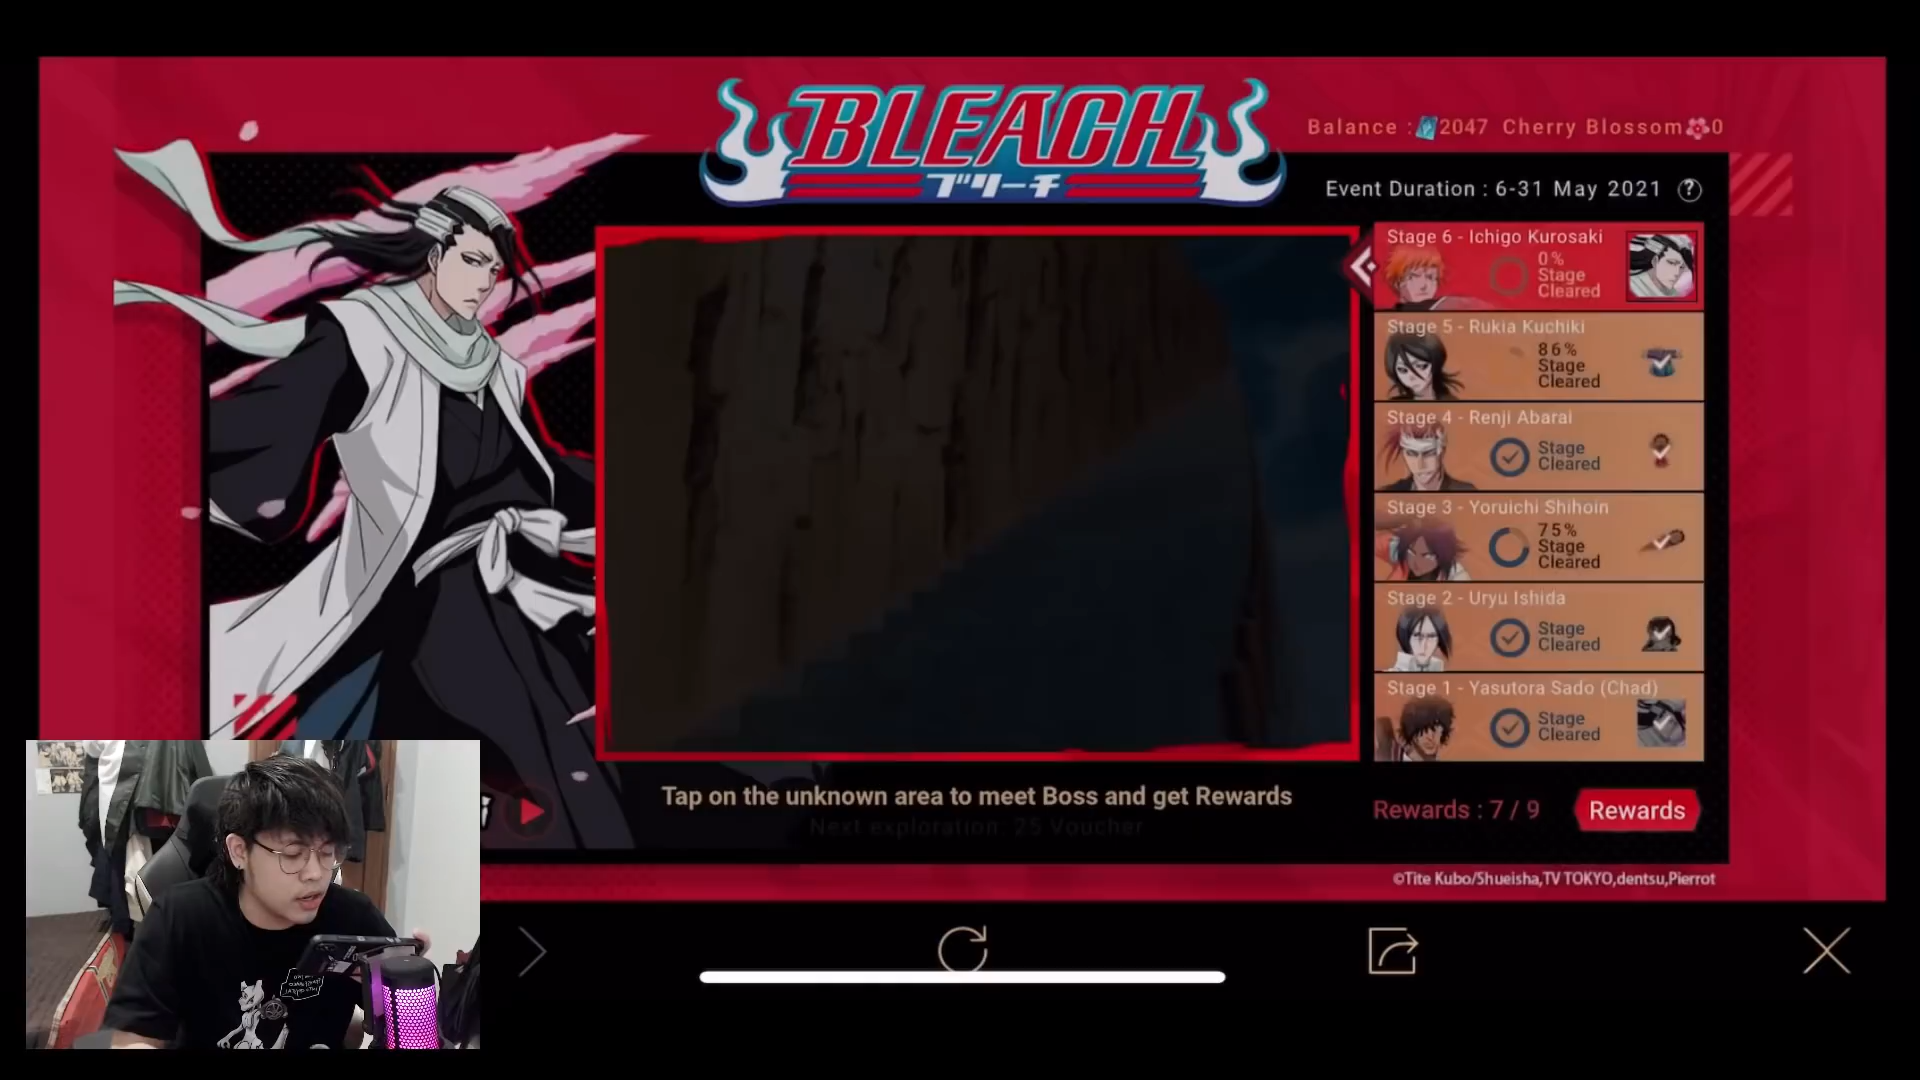 BLEACH
ブリーチ
Balance : 2047 Cherry Blossom 0
Event Duration : 6-31 May 2021 ?
Stage 6 - Ichigo Kurosaki
0%
Stage
Cleared
Stage 5 - Rukia Kuchiki
86%
Stage
Cleared
Stage 4 - Renji Abarai
Stage
Cleared
Stage 3 - Yoruichi Shihoin
75%
Stage
Cleared
Stage 2 - Uryu Ishida
Stage
Cleared
Stage 1 - Yasutora Sado (Chad)
Stage
Cleared
Tap on the unknown area to meet Boss and get Rewards
Next exploration: 25 Voucher
Rewards : 7 / 9
Rewards
©Tite Kubo/Shueisha,TV TOKYO,dentsu,Pierrot